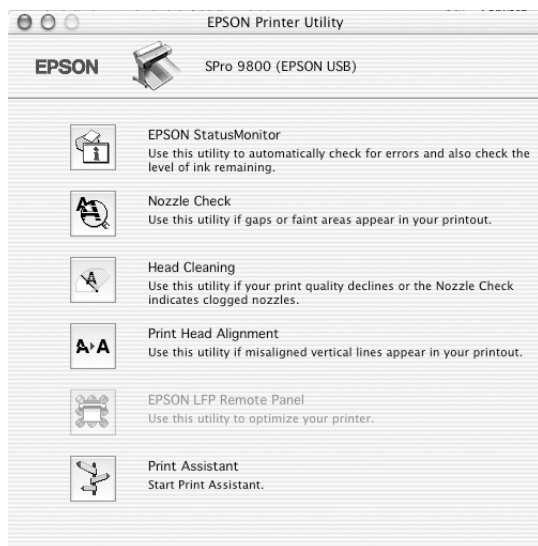 EPSON Printer Utility
EPSON
SPro 9800 (EPSON USB)
EPSON StatusMonitor
Use this utility to automatically check for errors and also check the
level of ink remaining.
Nozzle Check
Use this utility if gaps or faint areas appear in your printout.
Head Cleaning
Use this utility if your print quality declines or the Nozzle Check
indicates clogged nozzles.
Print Head Alignment
Use this utility if misaligned vertical lines appear in your printout.
EPSON LFP Remote Panel
Use this utility to optimize your printer.
Print Assistant
Start Print Assistant.